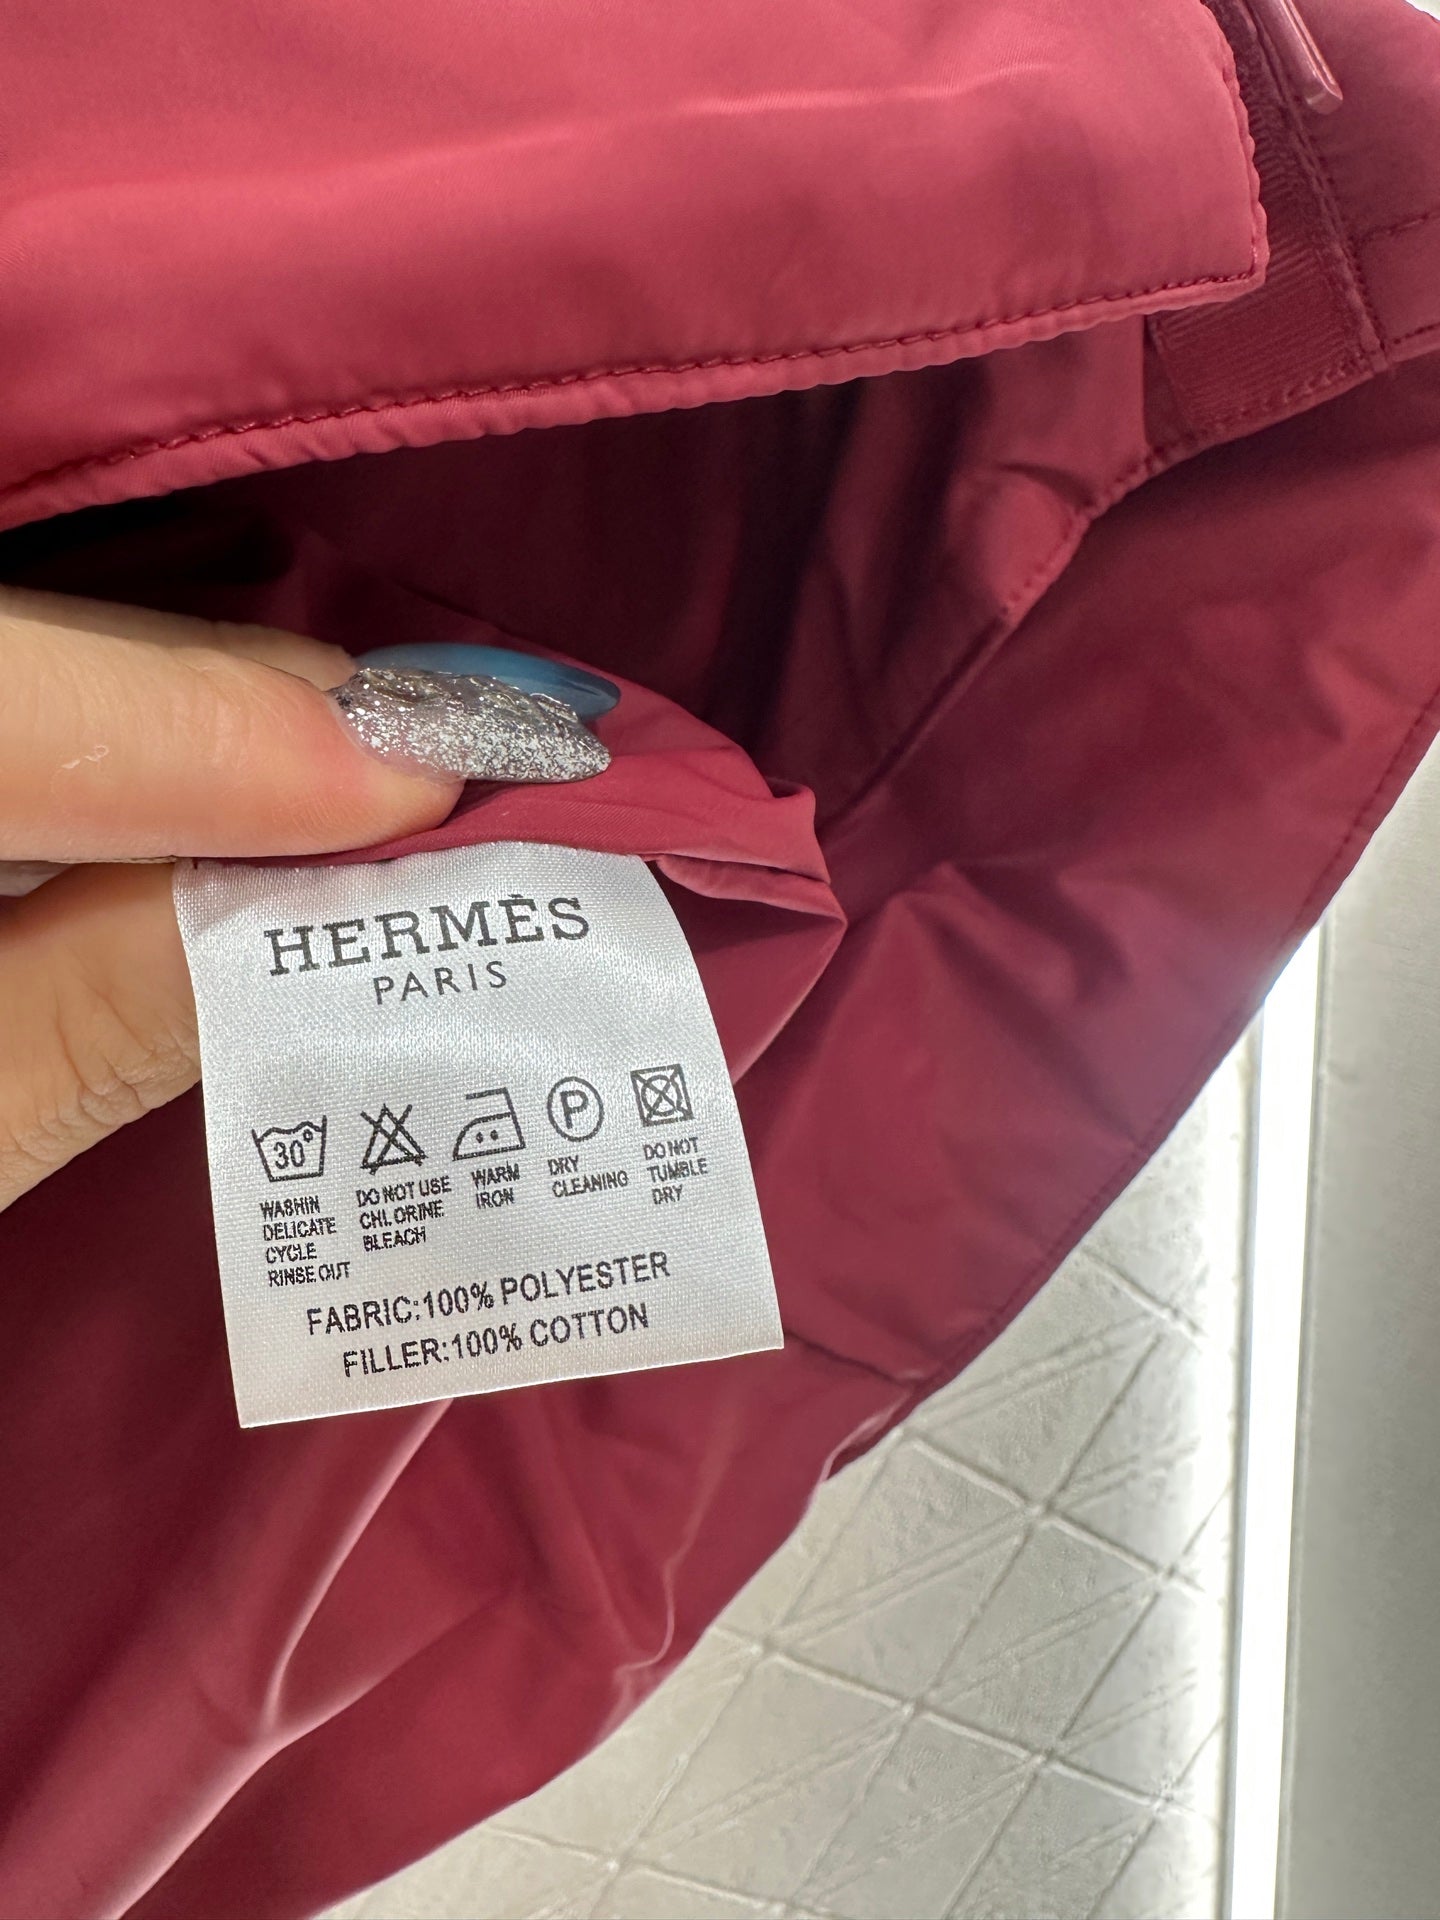 HERMÈS
PARIS
30° P
WASHIN DO NOT USE WARM DRY DO NOT
DELICATE CHLORINE IRON CLEANING TUMBLE
CYCLE BLEACH DRY
RINSE OUT
FABRIC:100% POLYESTER
FILLER:100% COTTON